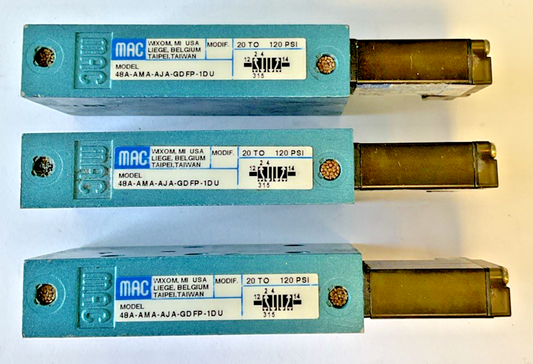 MAC
MAC
WIXOM, MI USA
LIEGE, BELGIUM
TAIPEI,TAIWAN
MODIF.
20 TO 120 PSI
MODEL
48A-AMA-AJA-GDFP-1DU
2 4
12 14
315
MAC
MAC
WIXOM, MI USA
LIEGE, BELGIUM
TAIPEI,TAIWAN
MODIF.
20 TO 120 PSI
MODEL
48A-AMA-AJA-GDFP-1DU
2 4
12 14
315
MAC
MAC
WIXOM, MI USA
LIEGE, BELGIUM
TAIPEI,TAIWAN
MODIF.
20 TO 120 PSI
MODEL
48A-AMA-AJA-GDFP-1DU
2 4
12 14
315